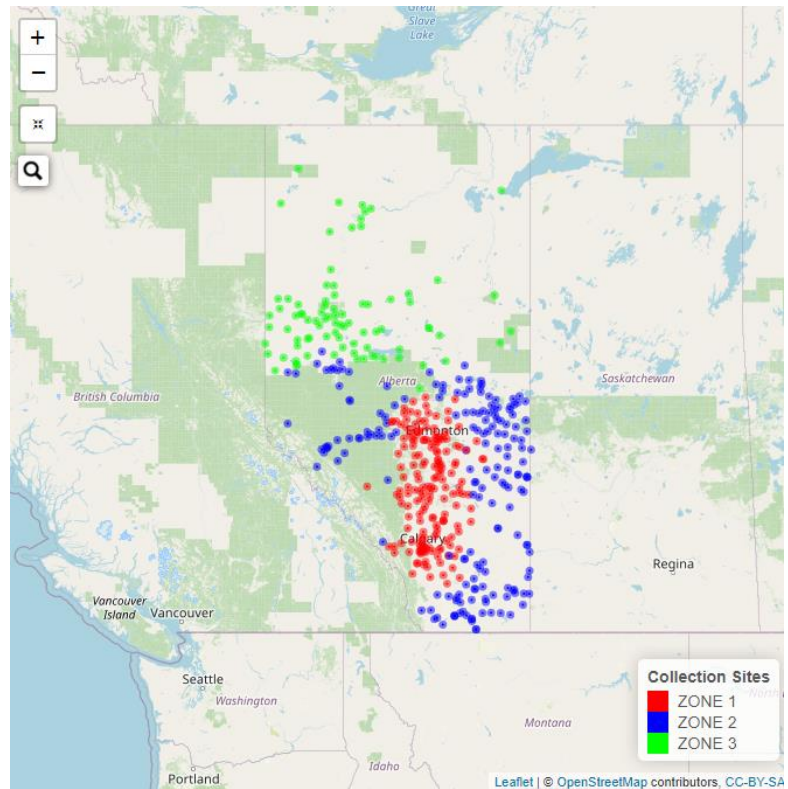 Great
Slave
Lake
+
−
Alberta
Saskatchewan
British Columbia
Edmonton
Calgary
Regina
Vancouver
Island
Vancouver
Seattle
Washington
Montana
Idaho
Portland
Collection Sites
ZONE 1
ZONE 2
ZONE 3
Leaflet | © OpenStreetMap contributors, CC-BY-SA